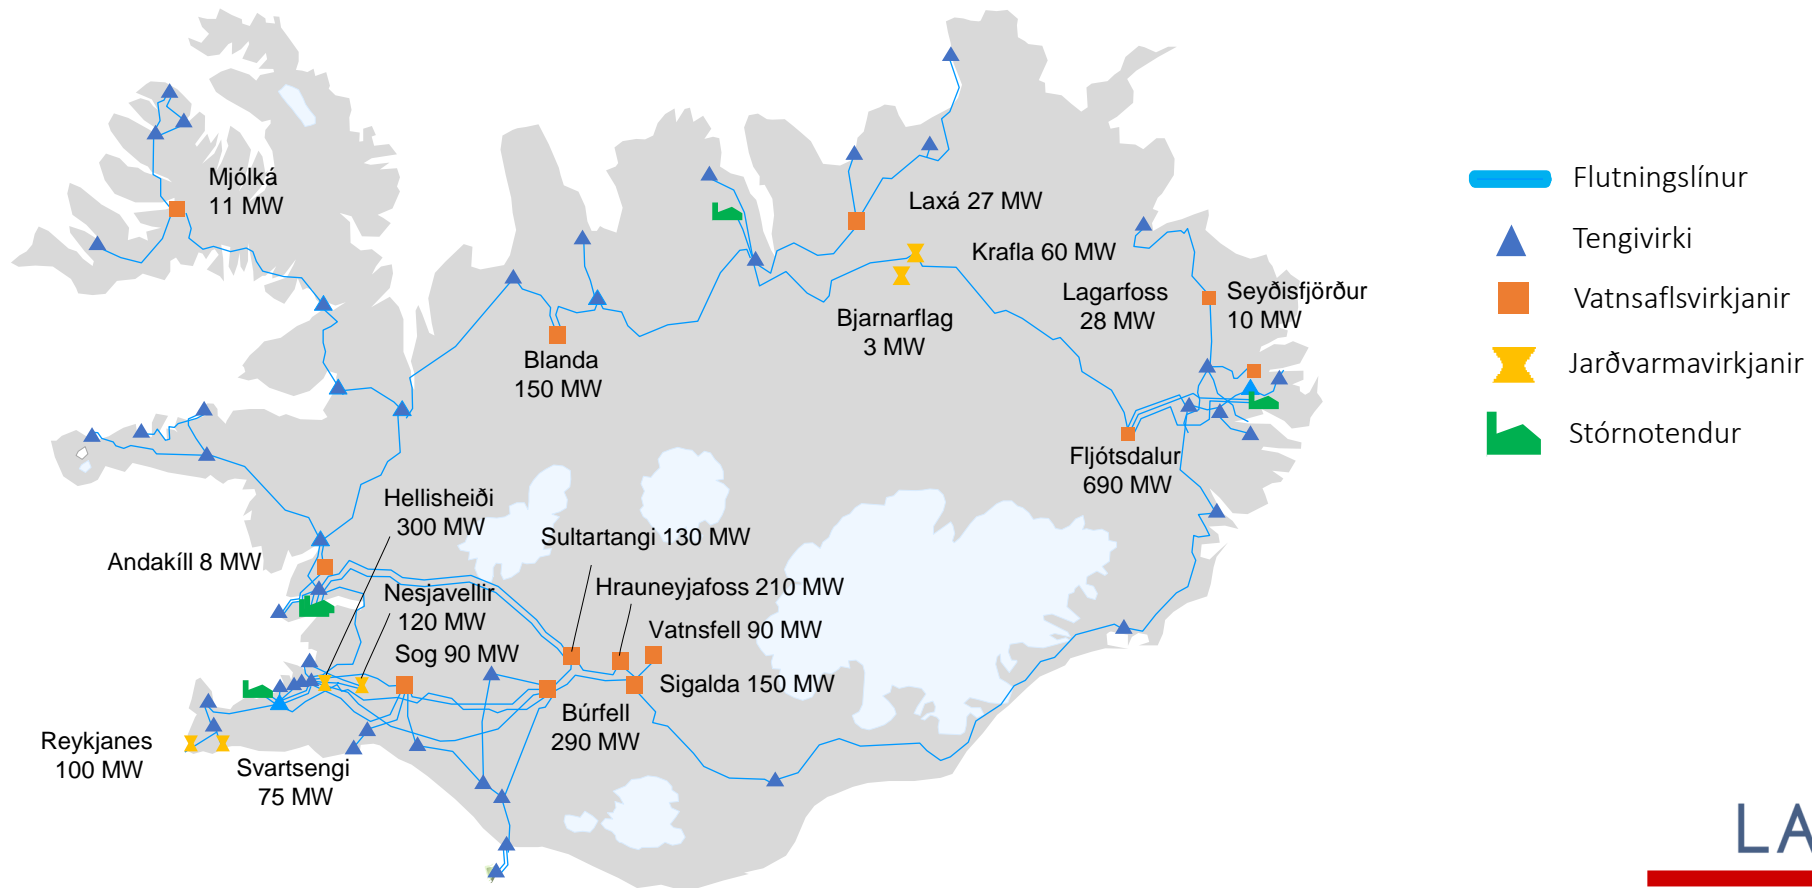 Mjólká
11 MW
Laxá 27 MW
Krafla 60 MW
Bjarnarflag
3 MW
Lagarfoss
28 MW
Seyðisfjörður
10 MW
Blanda
150 MW
Fljótsdalur
690 MW
Hellisheiði
300 MW
Sultartangi 130 MW
Andakíll 8 MW
Hrauneyjafoss 210 MW
Nesjavellir
120 MW
Vatnsfell 90 MW
Sog 90 MW
Sigalda 150 MW
Búrfell
290 MW
Reykjanes
100 MW
Svartsengi
75 MW
Flutningslínur
Tengivirki
Vatnsaflsvirkjanir
Jarðvarmavirkjanir
Stórnotendur
LA